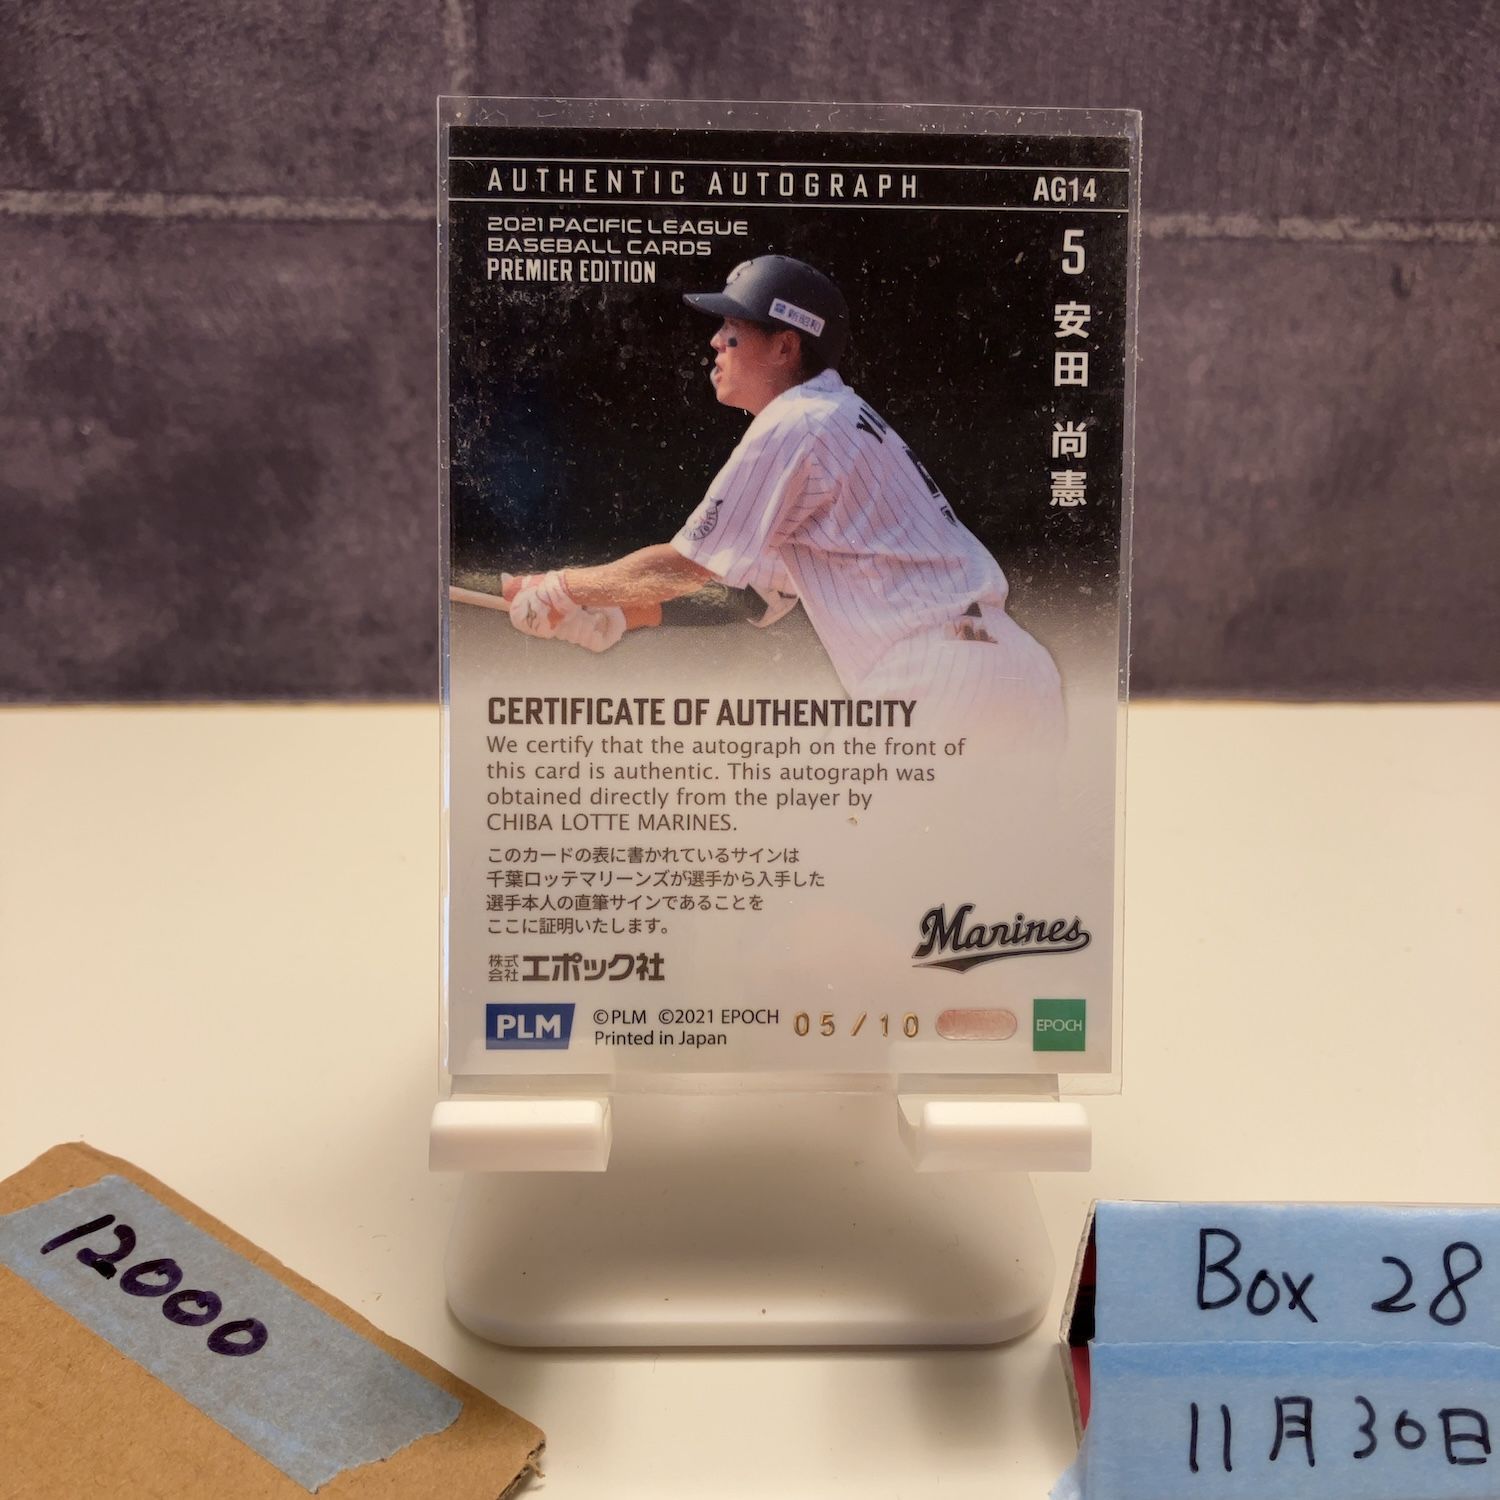 AUTHENTIC AUTOGRAPH AG14
2021 PACIFIC LEAGUE
BASEBALL CARDS
PREMIER EDITION
5 安田 尚憲
新昭和
CERTIFICATE OF AUTHENTICITY
We certify that the autograph on the front of
this card is authentic. This autograph was
obtained directly from the player by
CHIBA LOTTE MARINES.
このカードの表に書かれているサインは
千葉ロッテマリーンズが選手から入手した
選手本人の直筆サインであることを
ここに証明いたします。
株式会社 エポック社
Marines
PLM ©PLM ©2021 EPOCH 05/10 EPOCH
Printed in Japan
12000
Box 28
11月30日